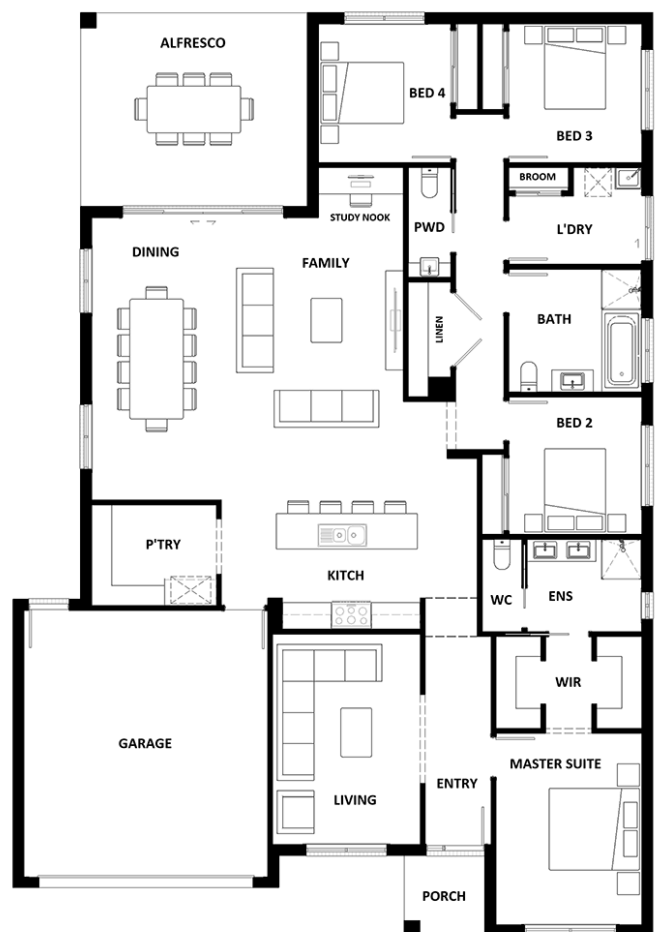 ALFRESCO
BED 4
BED 3
BROOM
STUDY NOOK
PWD
L'DRY
DINING
FAMILY
LINEN
BATH
BED 2
P'TRY
KITCH
WC
ENS
WIR
GARAGE
MASTER SUITE
LIVING
ENTRY
PORCH